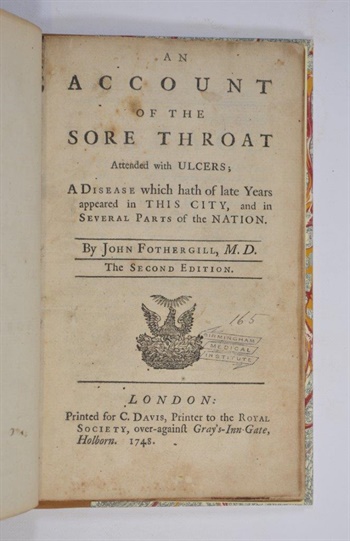 AN
ACCOUNT
OF THE
SORE THROAT
Attended with ULCERS;
A DISEASE which hath of late Years
appeared in THIS CITY, and in
SEVERAL PARTS of the NATION.
By JOHN FOTHERGILL, M. D.
The SECOND EDITION.
165
BIRMINGHAM
MEDICAL
INSTITUTE
LONDON:
Printed for C. DAVIS, Printer to the ROYAL
SOCIETY, over-against Gray's-Inn-Gate,
Holborn. 1748.